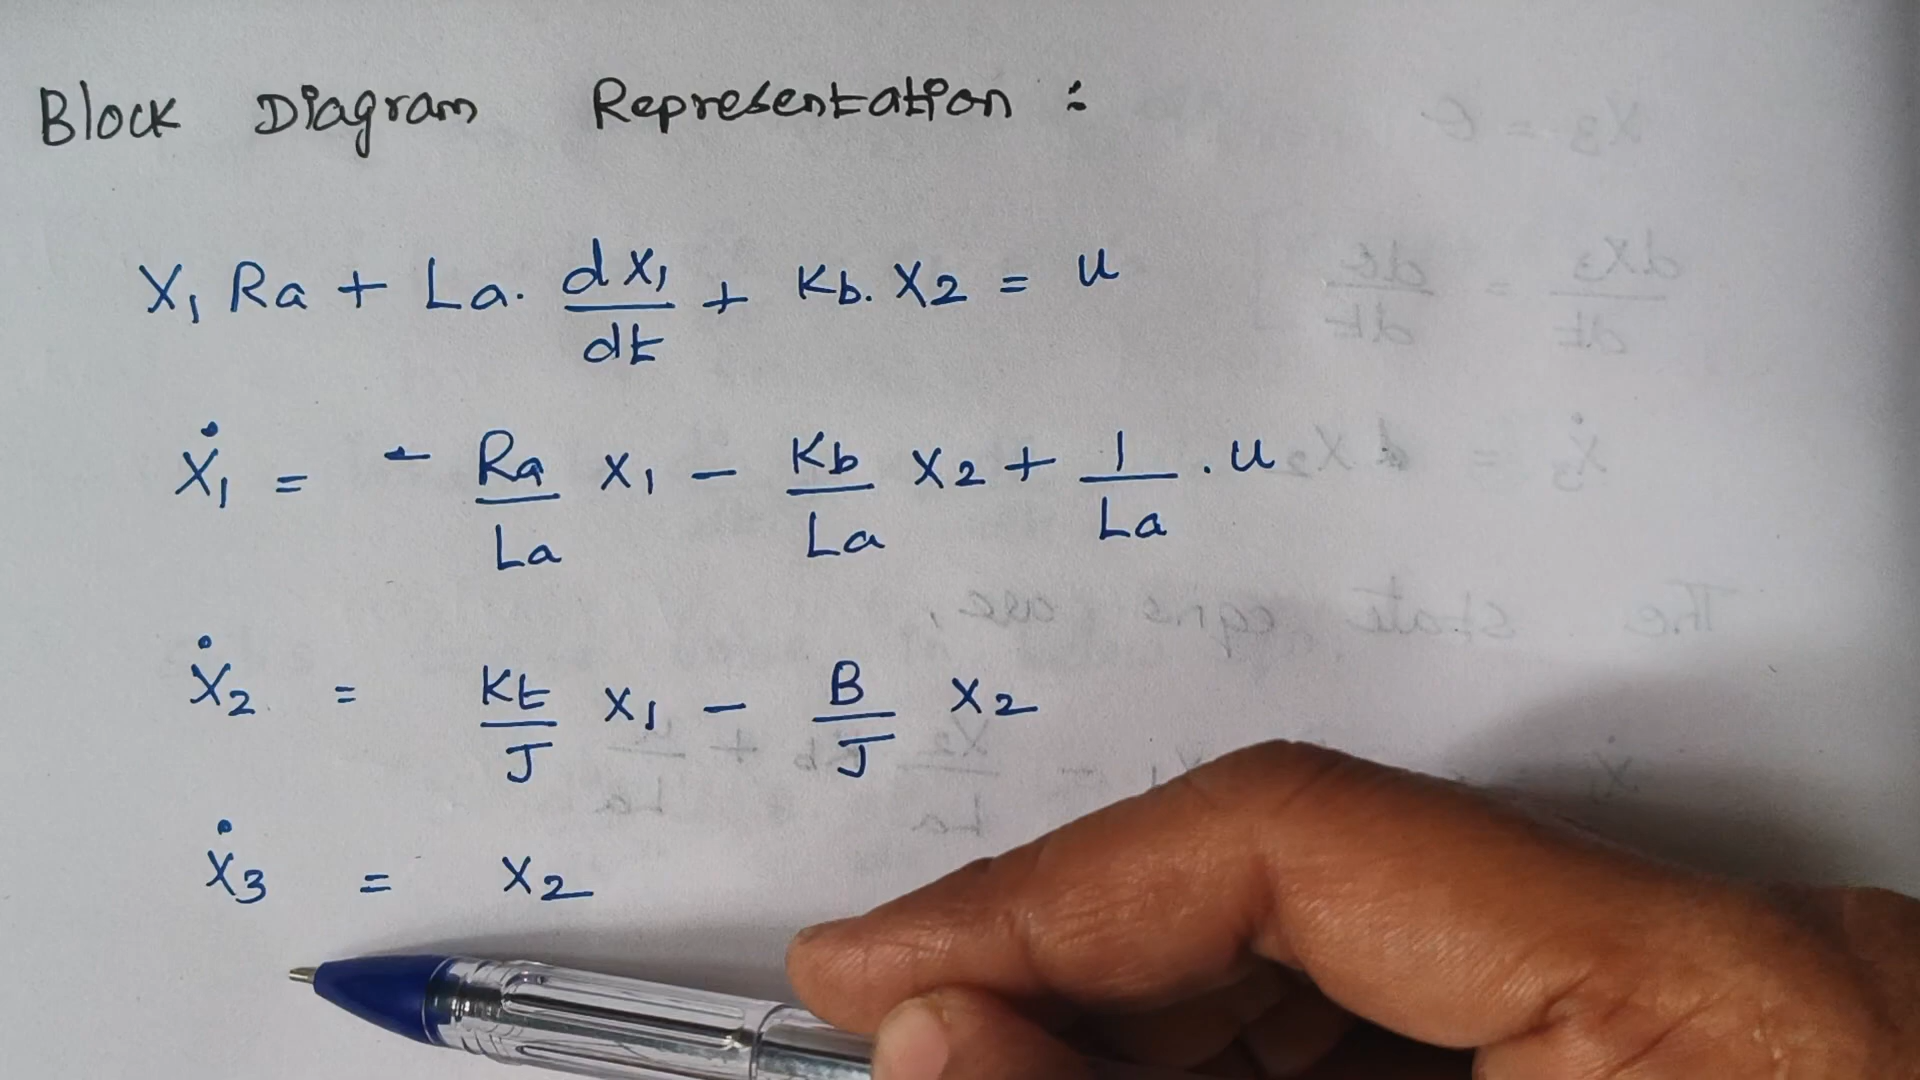 Block Diagram Representation :
X₁ Ra + La. dX₁/dt + Kb. X₂ = u
Ẋ₁ = - Ra/La X₁ - Kb/La X₂ + 1/La . u
Ẋ₂ = Kt/J X₁ - B/J X₂
Ẋ₃ = X₂